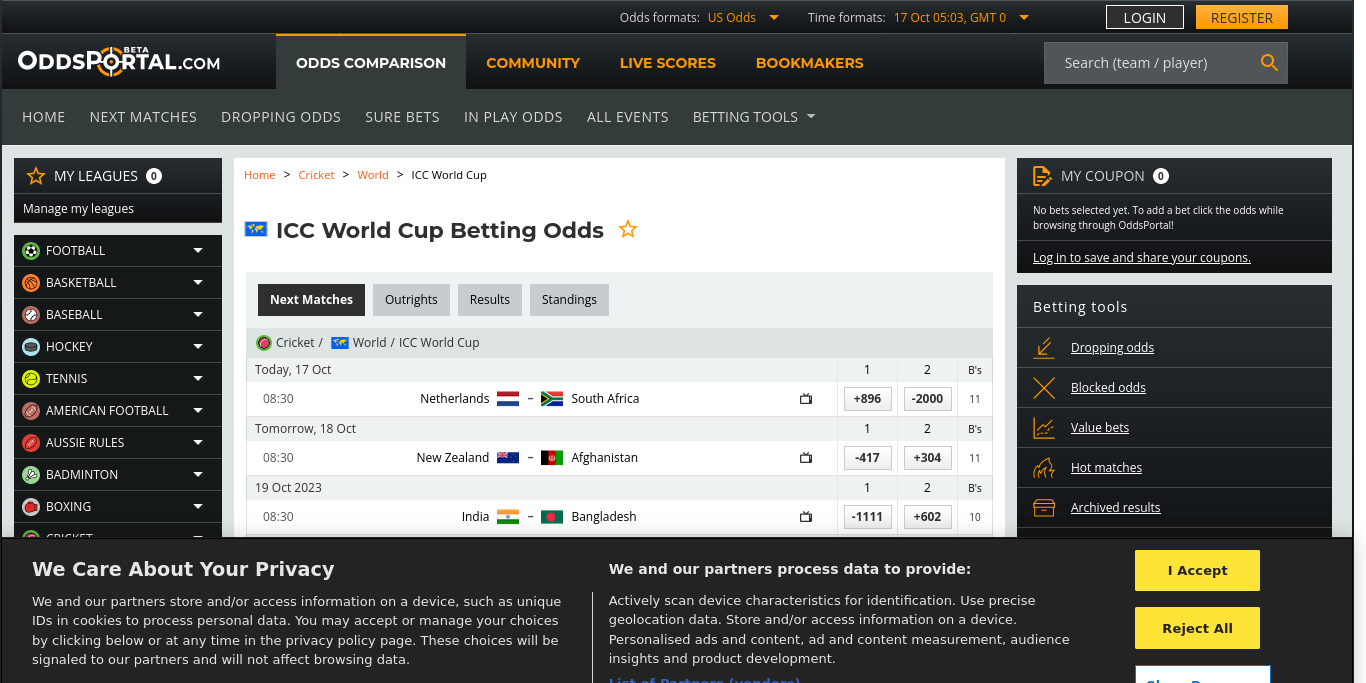 Odds formats: US Odds
Time formats: 17 Oct 05:03, GMT 0
LOGIN
REGISTER
ODDSPORTAL.COM
BETA
ODDS COMPARISON
COMMUNITY
LIVE SCORES
BOOKMAKERS
Search (team / player)
HOME
NEXT MATCHES
DROPPING ODDS
SURE BETS
IN PLAY ODDS
ALL EVENTS
BETTING TOOLS
MY LEAGUES 0
Manage my leagues
FOOTBALL
BASKETBALL
BASEBALL
HOCKEY
TENNIS
AMERICAN FOOTBALL
AUSSIE RULES
BADMINTON
BOXING
CRICKET
Home > Cricket > World > ICC World Cup
ICC World Cup Betting Odds
Next Matches
Outrights
Results
Standings
Cricket / World / ICC World Cup
Today, 17 Oct 1 2 B's
08:30 Netherlands – South Africa +896 -2000 11
Tomorrow, 18 Oct 1 2 B's
08:30 New Zealand – Afghanistan -417 +304 11
19 Oct 2023 1 2 B's
08:30 India – Bangladesh -1111 +602 10
MY COUPON 0
No bets selected yet. To add a bet click the odds while
browsing through OddsPortal!
Log in to save and share your coupons.
Betting tools
Dropping odds
Blocked odds
Value bets
Hot matches
Archived results
We Care About Your Privacy
We and our partners store and/or access information on a device, such as unique
IDs in cookies to process personal data. You may accept or manage your choices
by clicking below or at any time in the privacy policy page. These choices will be
signaled to our partners and will not affect browsing data.
We and our partners process data to provide:
Actively scan device characteristics for identification. Use precise
geolocation data. Store and/or access information on a device.
Personalised ads and content, ad and content measurement, audience
insights and product development.
List of Partners (vendors)
I Accept
Reject All